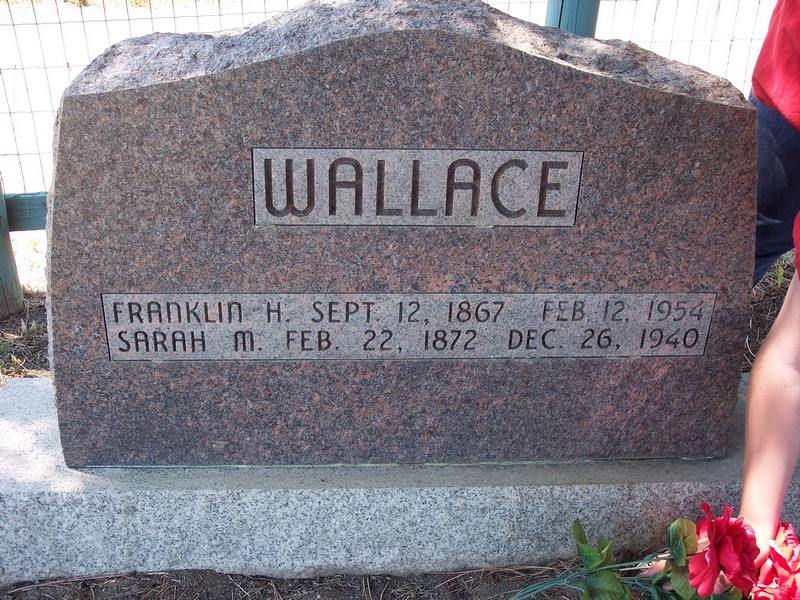 WALLACE
FRANKLIN H. SEPT. 12, 1867 FEB. 12, 1954
SARAH M. FEB. 22, 1872 DEC. 26, 1940